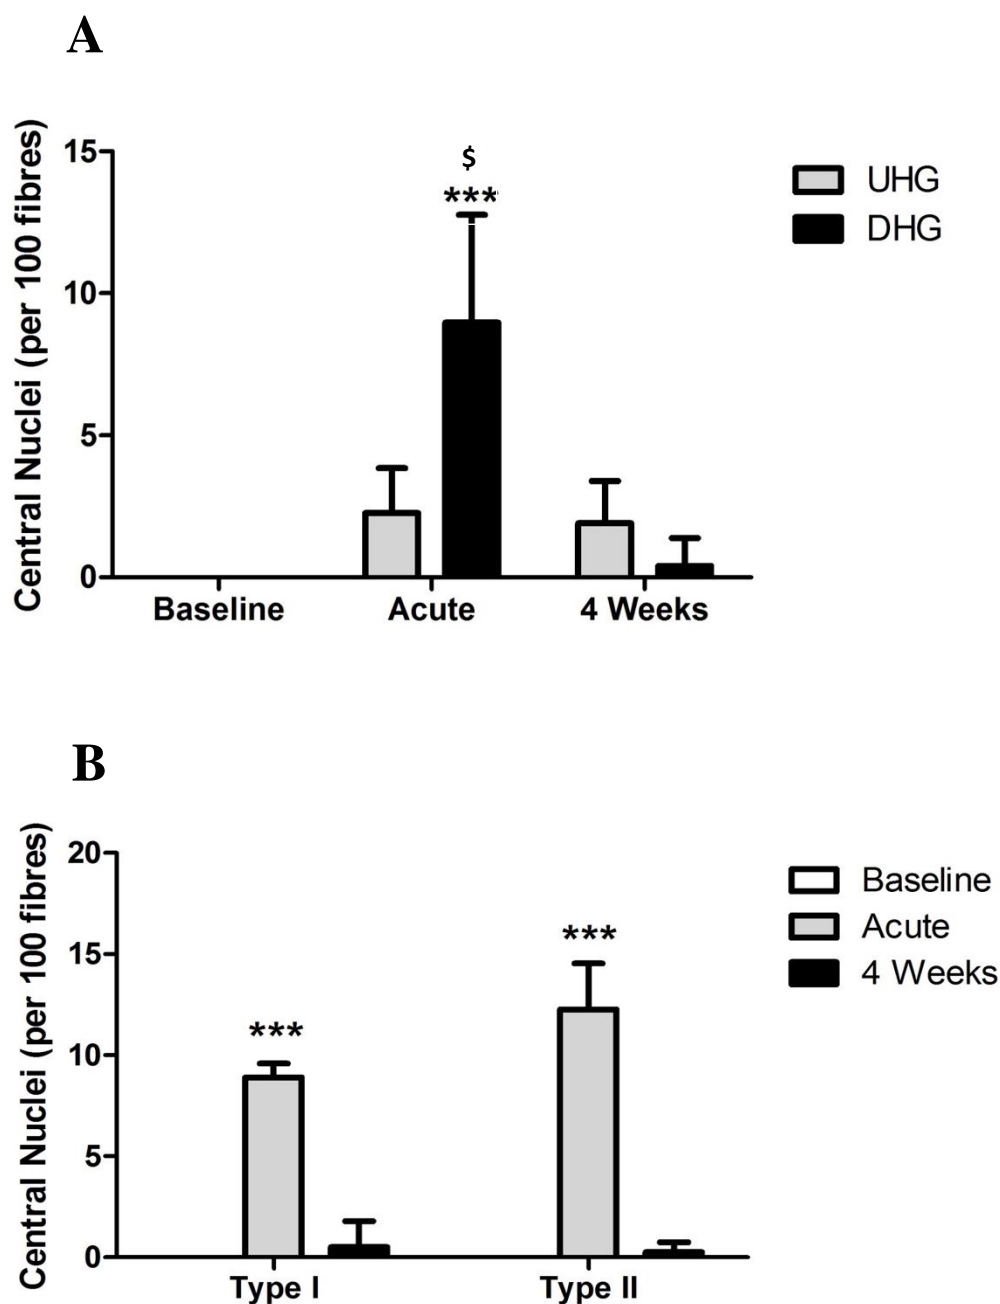 A
Central Nuclei (per 100 fibres)
15
10
5
0
$
***
Baseline
Acute
4 Weeks
UHG
DHG
B
Central Nuclei (per 100 fibres)
20
15
10
5
0
***
***
Type I
Type II
Baseline
Acute
4 Weeks